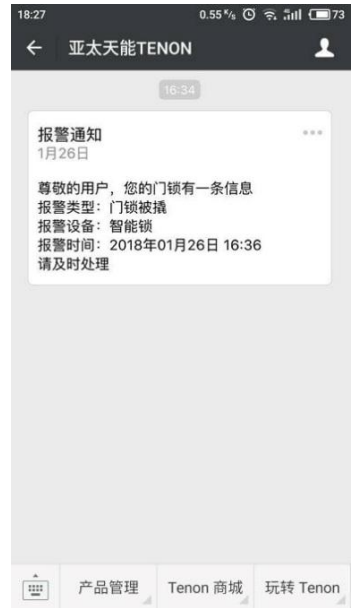 18:27
0.55 K/s
73
亚太天能TENON
16:34
报警通知
1月26日
尊敬的用户，您的门锁有一条信息
报警类型：门锁被撬
报警设备：智能锁
报警时间：2018年01月26日 16:36
请及时处理
产品管理
Tenon 商城
玩转 Tenon